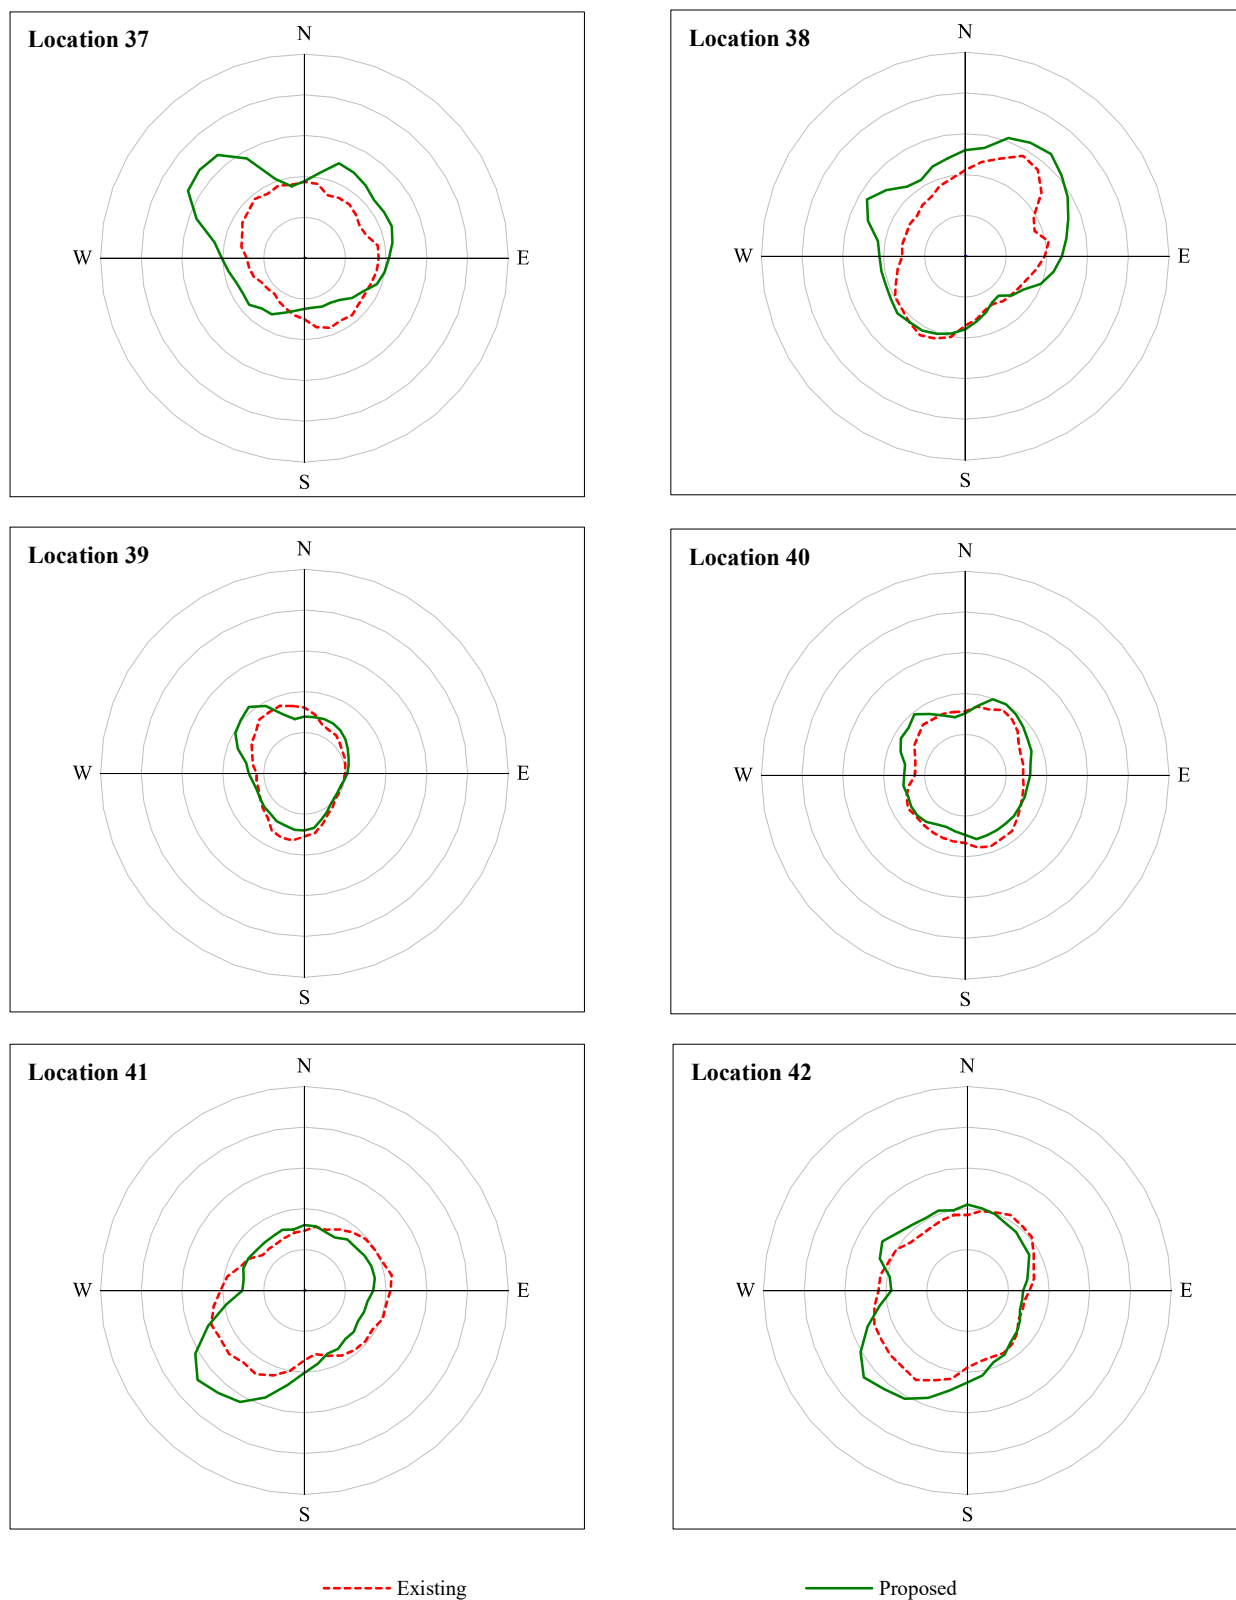 Location 37
N
W
E
S
Location 38
N
W
E
S
Location 39
N
W
E
S
Location 40
N
W
E
S
Location 41
N
W
E
S
Location 42
N
W
E
S
Existing
Proposed